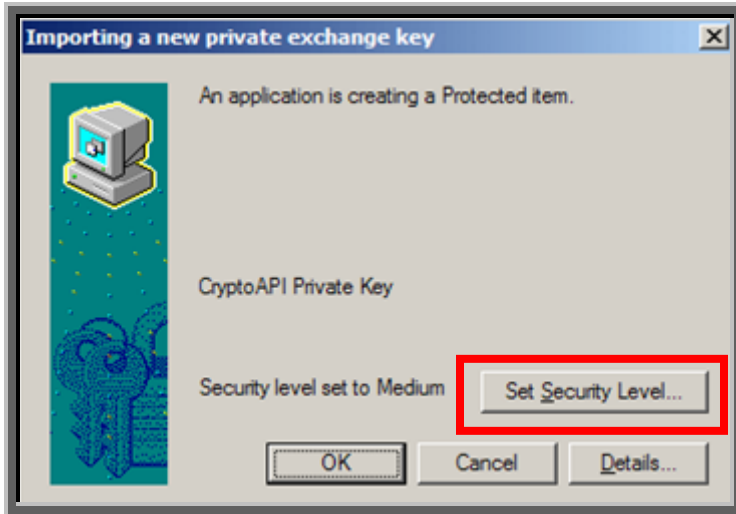 Importing a new private exchange key
An application is creating a Protected item.
CryptoAPI Private Key
Security level set to Medium
Set Security Level...
OK
Cancel
Details...